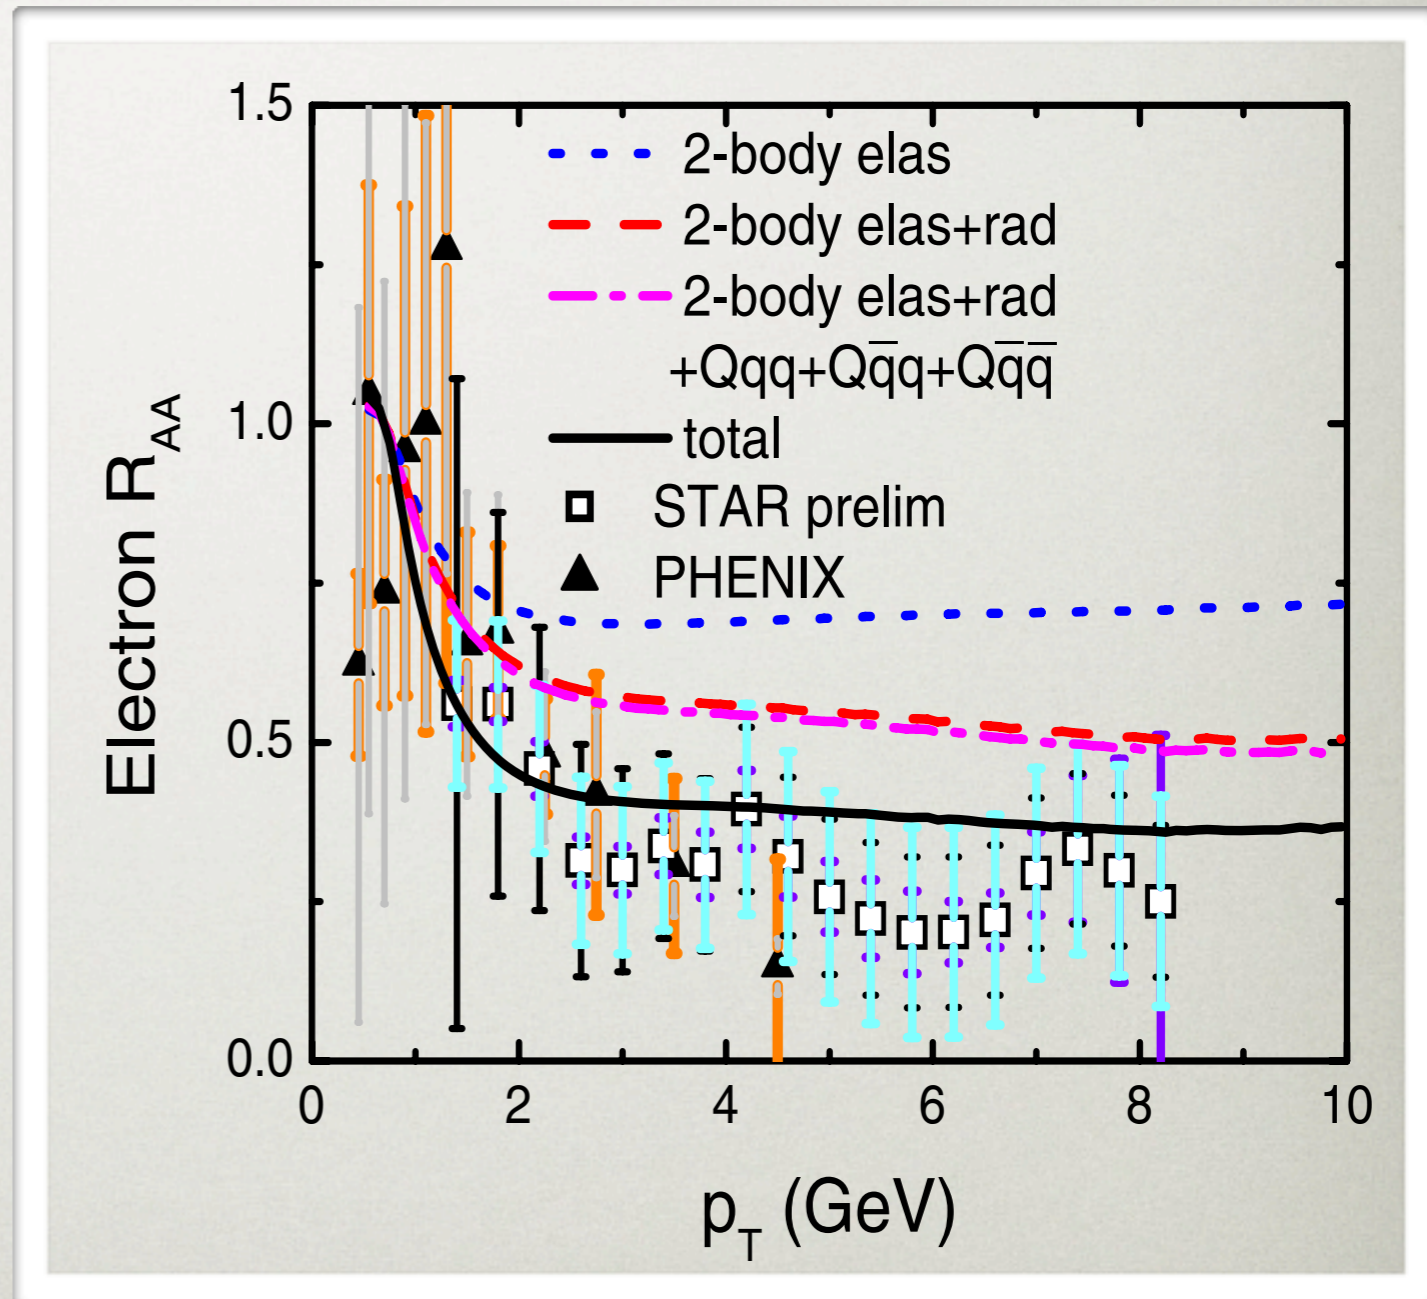 1.5
1.0
0.5
0.0
Electron R_AA
2-body elas
2-body elas+rad
2-body elas+rad
+Qqq+Qq̅q+Qq̅q̅
total
STAR prelim
PHENIX
0 2 4 6 8 10
p_T (GeV)